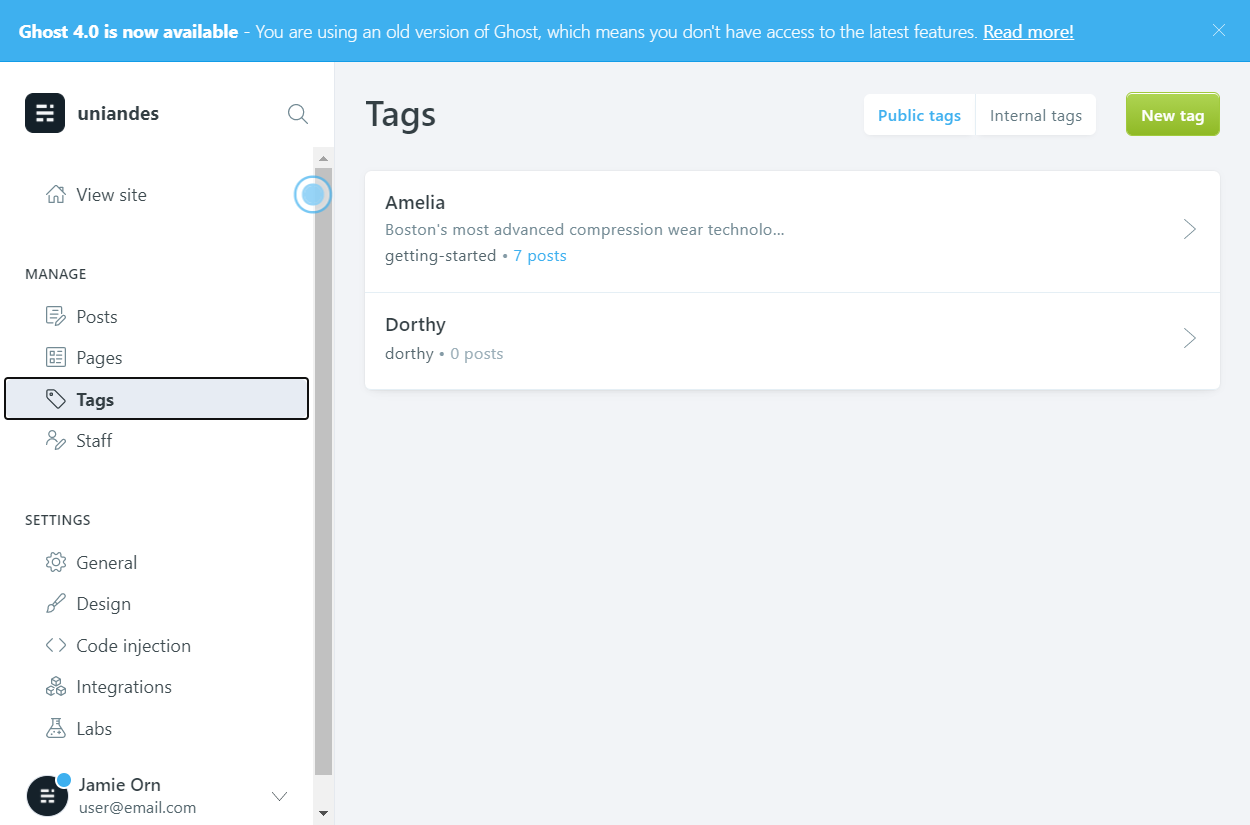 Ghost 4.0 is now available - You are using an old version of Ghost, which means you don't have access to the latest features. Read more!
uniandes
View site
MANAGE
Posts
Pages
Tags
Staff
SETTINGS
General
Design
Code injection
Integrations
Labs
Jamie Orn
user@email.com
Tags
Public tags
Internal tags
New tag
Amelia
Boston's most advanced compression wear technolo...
getting-started • 7 posts
Dorthy
dorthy • 0 posts